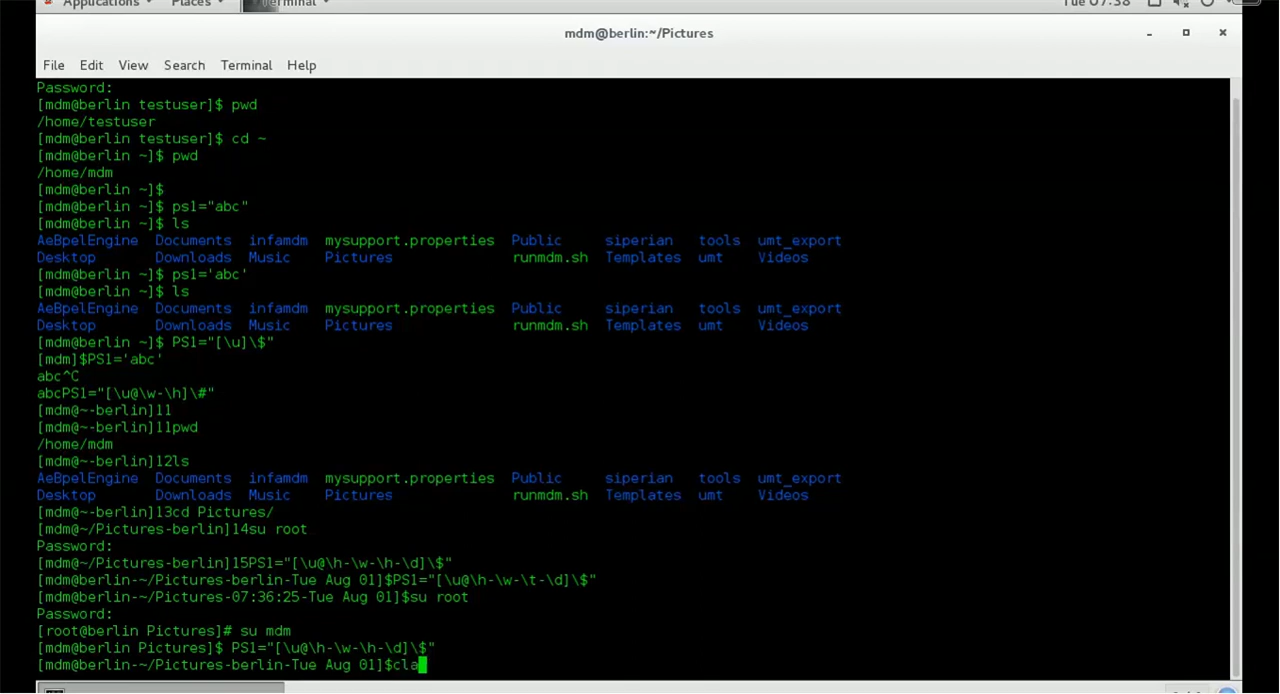 Applications Places Terminal Tue 07:38
mdm@berlin:~/Pictures
File Edit View Search Terminal Help
Password:
[mdm@berlin testuser]$ pwd
/home/testuser
[mdm@berlin testuser]$ cd ~
[mdm@berlin ~]$ pwd
/home/mdm
[mdm@berlin ~]$
[mdm@berlin ~]$ ps1="abc"
[mdm@berlin ~]$ ls
AeBpelEngine Documents infamdm mysupport.properties Public siperian tools umt_export
Desktop Downloads Music Pictures runmdm.sh Templates umt Videos
[mdm@berlin ~]$ ps1='abc'
[mdm@berlin ~]$ ls
AeBpelEngine Documents infamdm mysupport.properties Public siperian tools umt_export
Desktop Downloads Music Pictures runmdm.sh Templates umt Videos
[mdm@berlin ~]$ PS1="[\u]\$"
[mdm]$PS1='abc'
abc^C
abcPS1="[\u@\w-\h]\#"
[mdm@~-berlin]11
[mdm@~-berlin]11pwd
/home/mdm
[mdm@~-berlin]12ls
AeBpelEngine Documents infamdm mysupport.properties Public siperian tools umt_export
Desktop Downloads Music Pictures runmdm.sh Templates umt Videos
[mdm@~-berlin]13cd Pictures/
[mdm@~/Pictures-berlin]14su root
Password:
[mdm@~/Pictures-berlin]15PS1="[\u@\h-\w-\h-\d]\$"
[mdm@berlin-~/Pictures-berlin-Tue Aug 01]$PS1="[\u@\h-\w-\t-\d]\$"
[mdm@berlin-~/Pictures-07:36:25-Tue Aug 01]$su root
Password:
[root@berlin Pictures]# su mdm
[mdm@berlin Pictures]$ PS1="[\u@\h-\w-\h-\d]\$"
[mdm@berlin-~/Pictures-berlin-Tue Aug 01]$cla